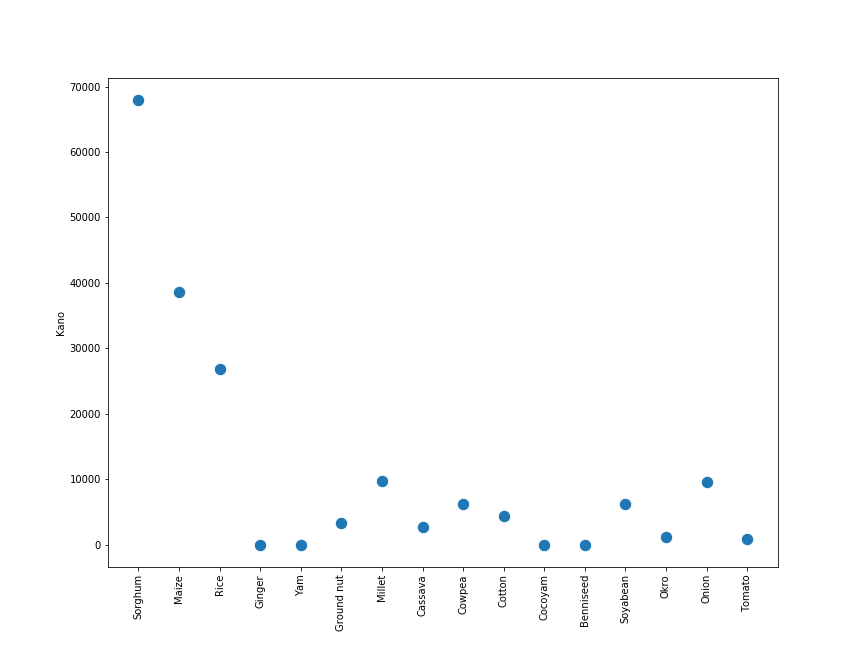 70000
60000
50000
40000
30000
20000
10000
0
Kano
Sorghum
Maize
Rice
Ginger
Yam
Ground nut
Millet
Cassava
Cowpea
Cotton
Cocoyam
Benniseed
Soyabean
Okro
Onion
Tomato